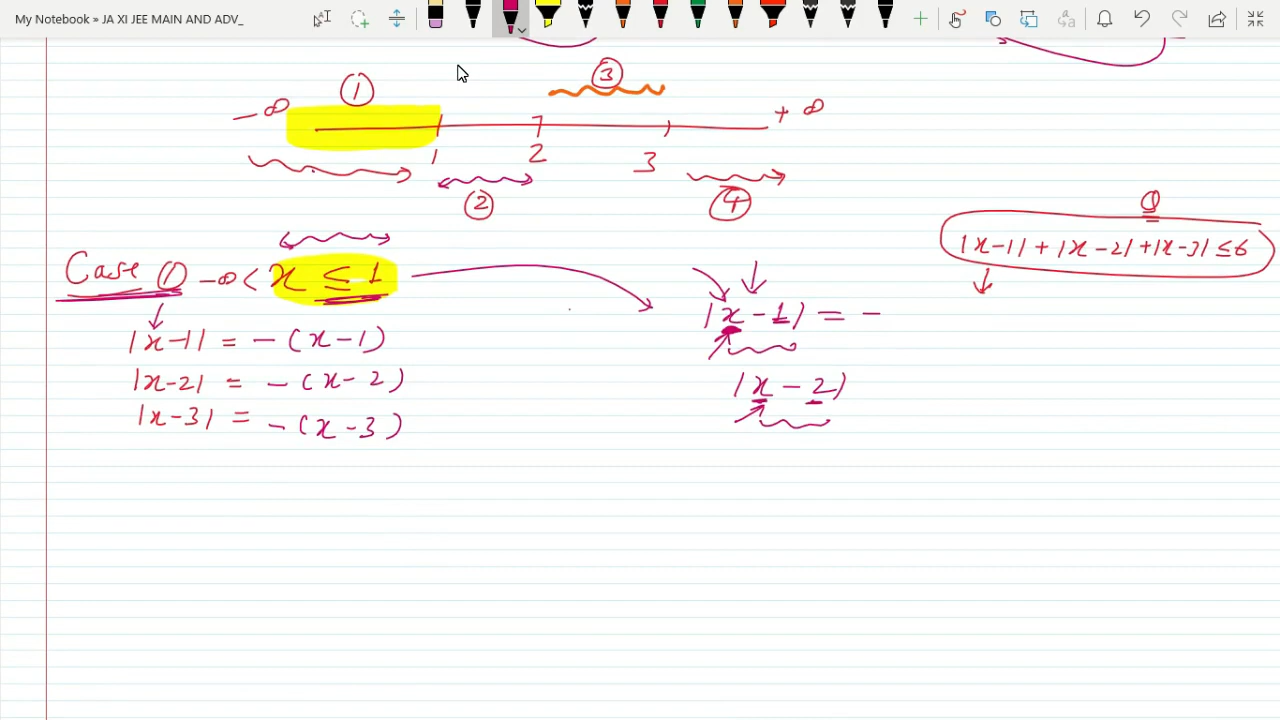 My Notebook » JA XI JEE MAIN AND ADV_
① ③
- ∞ + ∞
1 2 3
② ④
Q
|x-1| + |x-2| + |x-3| ≤ 6
Case ① -∞ < x ≤ 1
|x-1| = -(x-1)
|x-2| = -(x-2)
|x-3| = -(x-3)
|x-1| = -
|x-2|